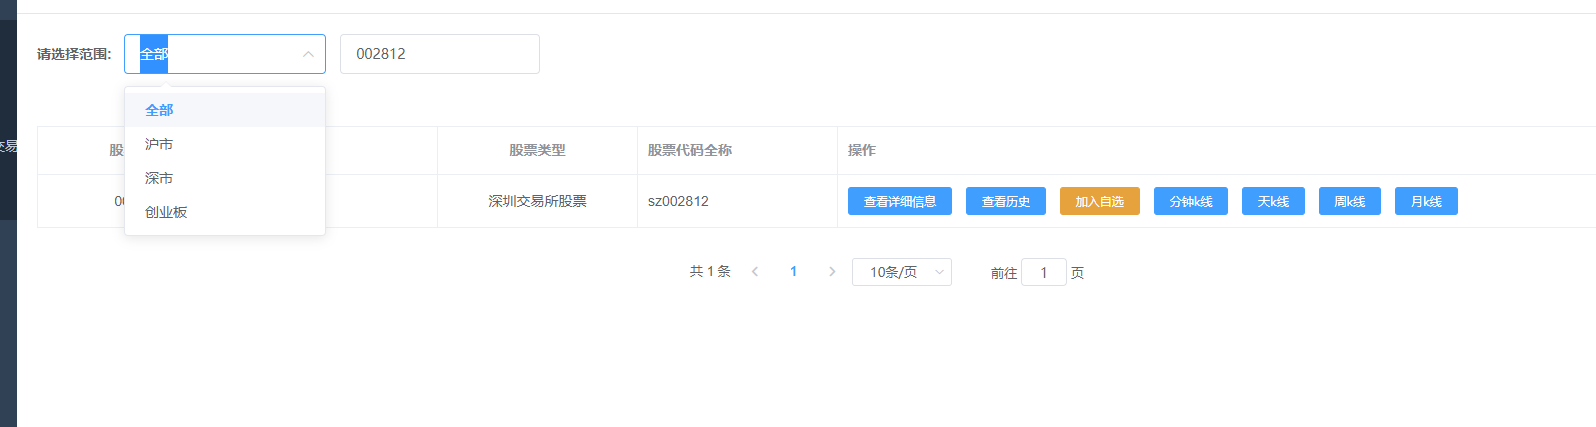 请选择范围: 全部 002812
全部
交易
沪市
股 股票类型 股票代码全称 操作
深市
00 深圳交易所股票 sz002812 查看详细信息 查看历史 加入自选 分钟k线 天k线 周k线 月k线
创业板
共 1 条 1 10条/页 前往 1 页